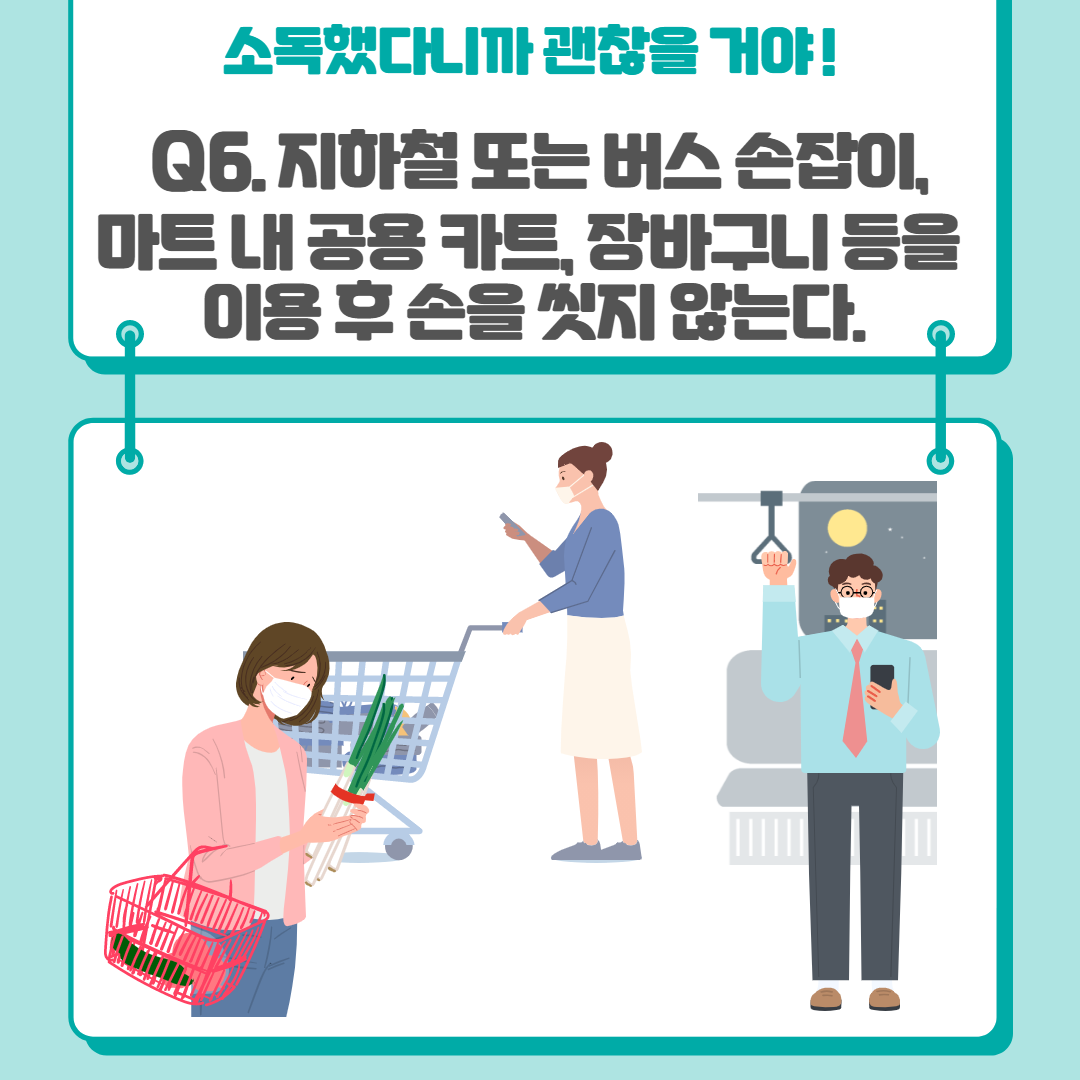 소독했다니까 괜찮을 거야!
Q6. 지하철 또는 버스 손잡이,
마트 내 공용 카트, 장바구니 등을
이용 후 손을 씻지 않는다.